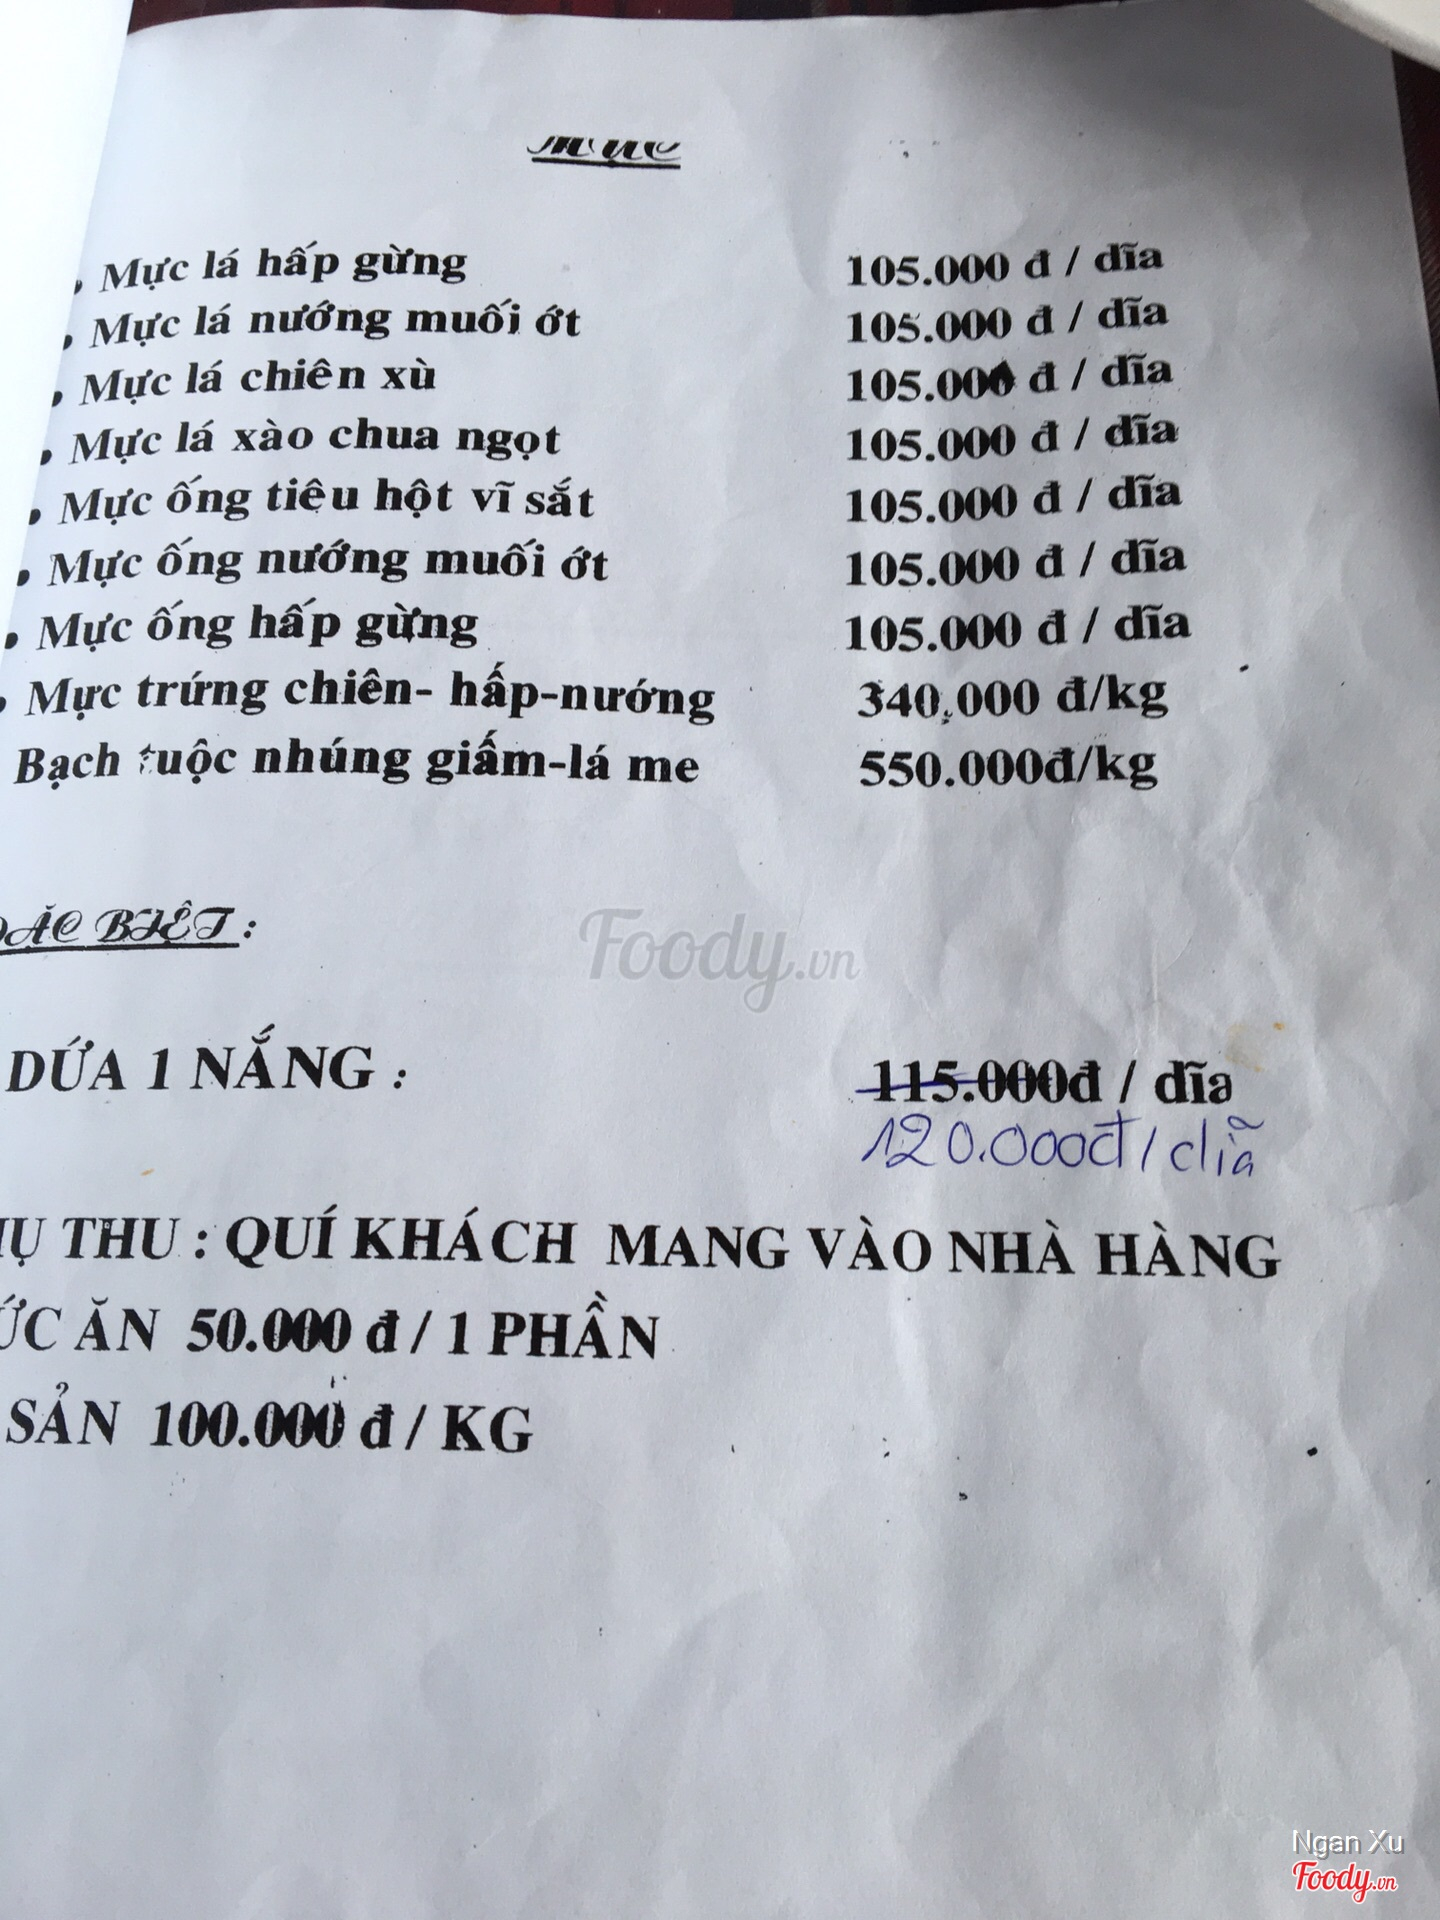 MỰC
Mực lá hấp gừng 105.000 đ / dĩa
Mực lá nướng muối ớt 105.000 đ / dĩa
Mực lá chiên xù 105.000 đ / dĩa
Mực lá xào chua ngọt 105.000 đ / dĩa
Mực ống tiêu hột vĩ sắt 105.000 đ / dĩa
Mực ống nướng muối ớt 105.000 đ / dĩa
Mực ống hấp gừng 105.000 đ / dĩa
Mực trứng chiên- hấp-nướng 340.000 đ/kg
Bạch tuộc nhúng giấm-lá me 550.000đ/kg
ĐẶC BIỆT :
Foody.vn
DỨA 1 NẮNG : 115.000đ / dĩa
120.000đ / dĩa
THU : QUÍ KHÁCH MANG VÀO NHÀ HÀNG
ĂN 50.000 đ / 1 PHẦN
SẢN 100.000 đ / KG
Ngan Xu
Foody.vn